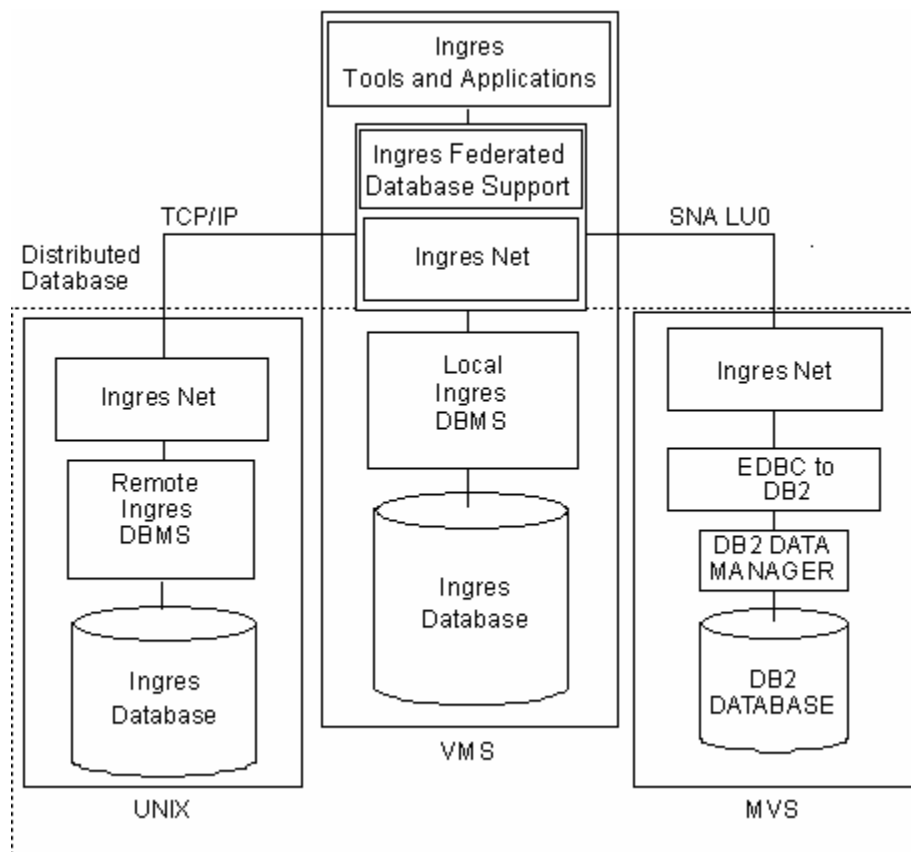 Ingres
Tools and Applications
Ingres Federated
Database Support
TCP/IP
SNA LU0
Ingres Net
Distributed
Database
Ingres Net
Local
Ingres
DBMS
Ingres Net
Remote
Ingres
DBMS
EDBC to
DB2
DB2 DATA
MANAGER
Ingres
Database
Ingres
Database
DB2
DATABASE
VMS
UNIX
MVS